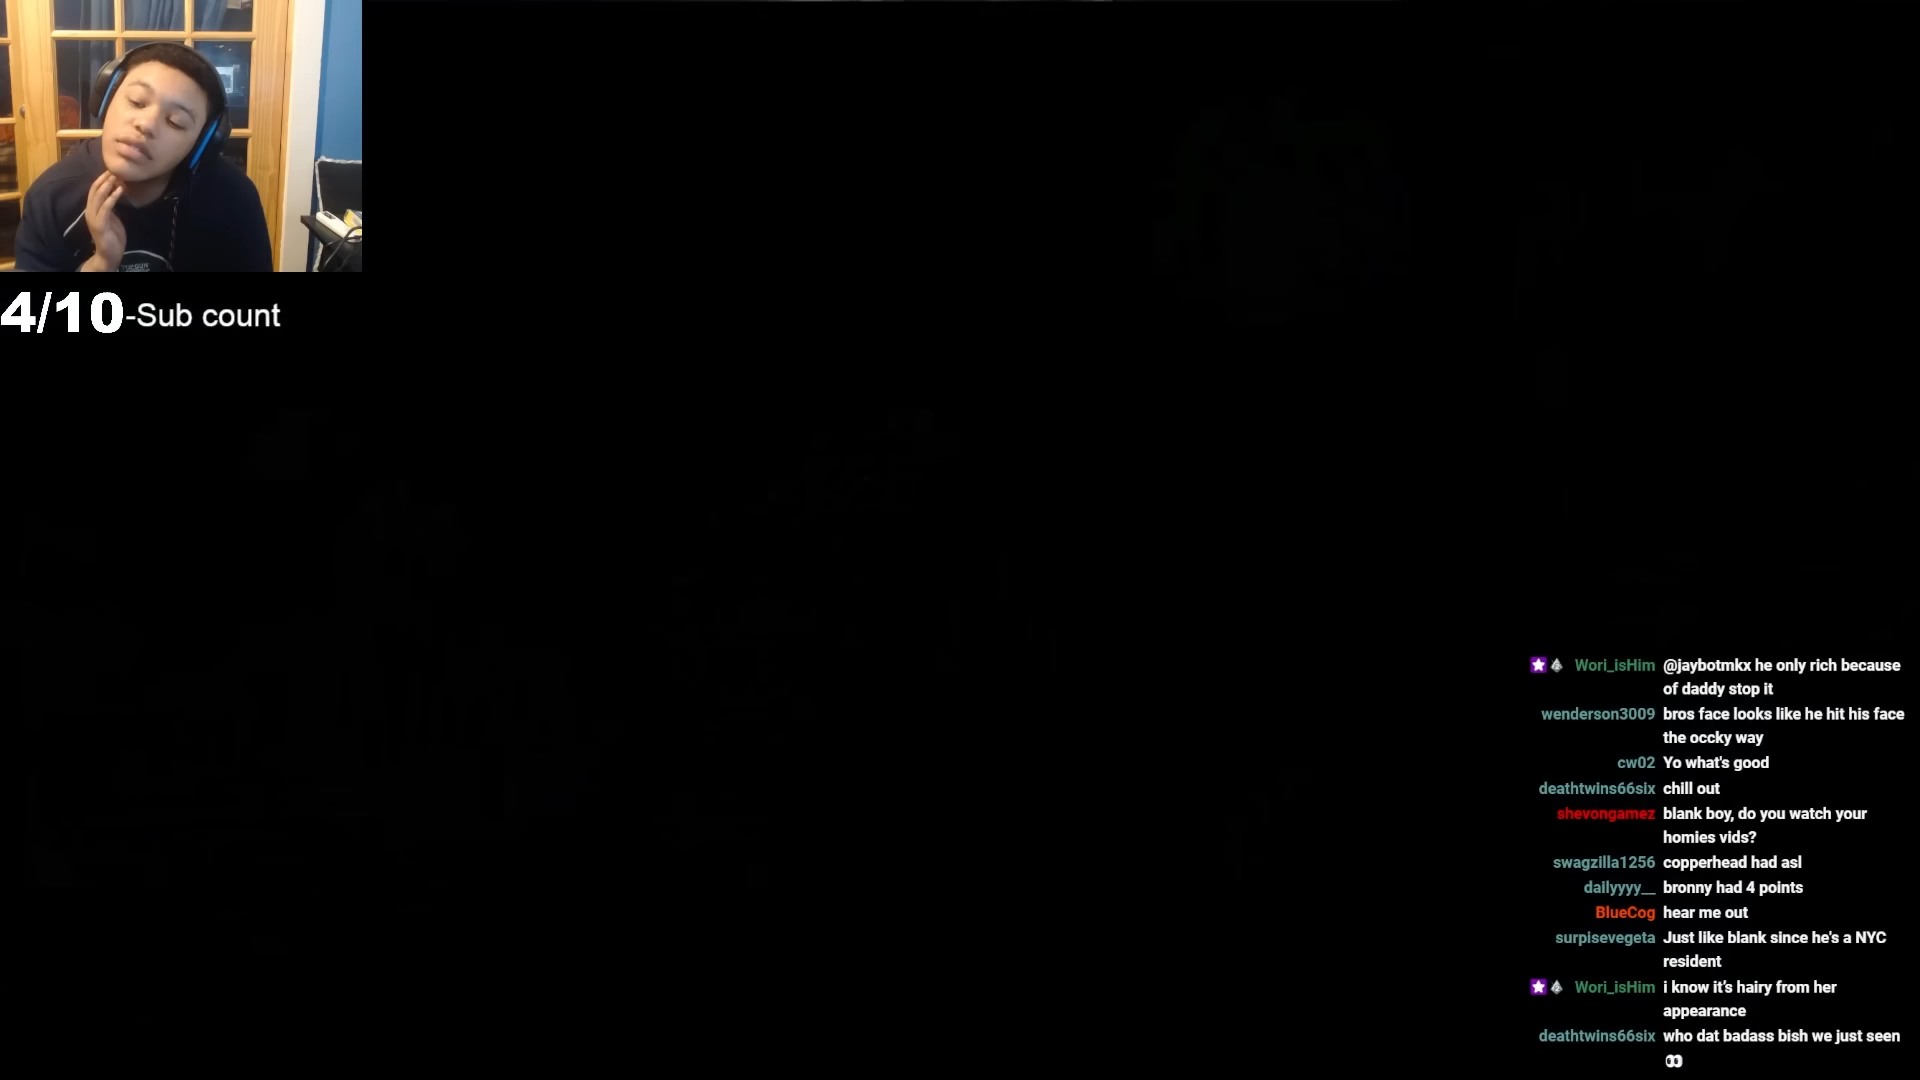 4/10-Sub count
Wori_isHim @jaybotmkx he only rich because
of daddy stop it
wenderson3009 bros face looks like he hit his face
the occky way
cw02 Yo what's good
deathtwins66six chill out
shevongamez blank boy, do you watch your
homies vids?
swagzilla1256 copperhead had asl
dailyyyy__ bronny had 4 points
BlueCog hear me out
surpisevegeta Just like blank since he's a NYC
resident
Wori_isHim i know it’s hairy from her
appearance
deathtwins66six who dat badass bish we just seen
👀